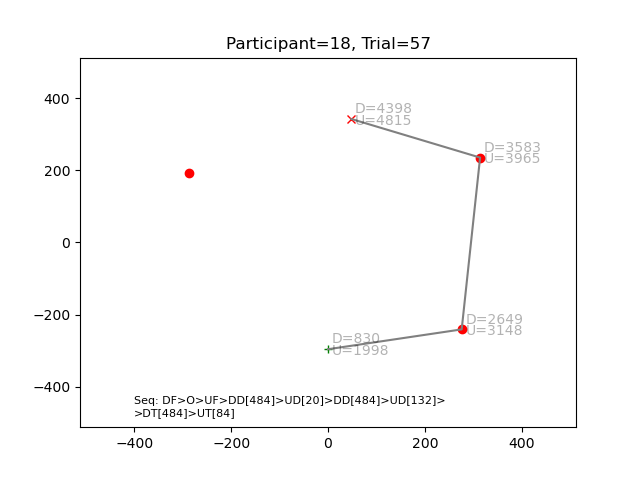 Participant=18, Trial=57
400
200
0
−200
−400
D=4398
U=4815
D=3583
U=3965
D=2649
U=3148
D=830
U=1998
Seq: DF>O>UF>DD[484]>UD[20]>DD[484]>UD[132]>
>DT[484]>UT[84]
−400
−200
0
200
400